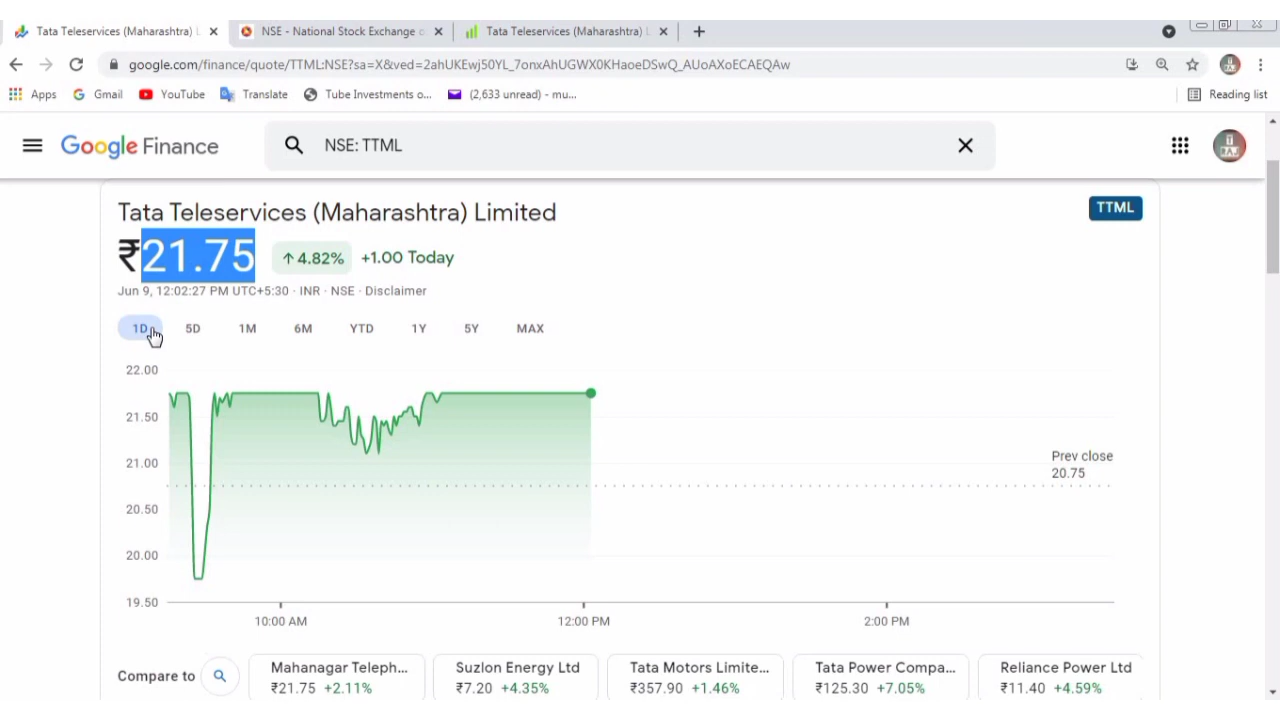 Tata Teleservices (Maharashtra) L
NSE - National Stock Exchange o
Tata Teleservices (Maharashtra) L
google.com/finance/quote/TTML:NSE?sa=X&ved=2ahUKEwj50YL_7onxAhUGWX0KHaoeDSwQ_AUoAXoECAEQAw
Apps
Gmail
YouTube
Translate
Tube Investments o...
(2,633 unread) - mu...
Reading list
Google Finance
NSE: TTML
Tata Teleservices (Maharashtra) Limited
TTML
₹21.75 ↑ 4.82% +1.00 Today
Jun 9, 12:02:27 PM UTC+5:30 · INR · NSE · Disclaimer
1D 5D 1M 6M YTD 1Y 5Y MAX
22.00
21.50
21.00
20.50
20.00
19.50
Prev close
20.75
10:00 AM 12:00 PM 2:00 PM
Compare to
Mahanagar Teleph...
₹21.75 +2.11%
Suzlon Energy Ltd
₹7.20 +4.35%
Tata Motors Limite...
₹357.90 +1.46%
Tata Power Compa...
₹125.30 +7.05%
Reliance Power Ltd
₹11.40 +4.59%